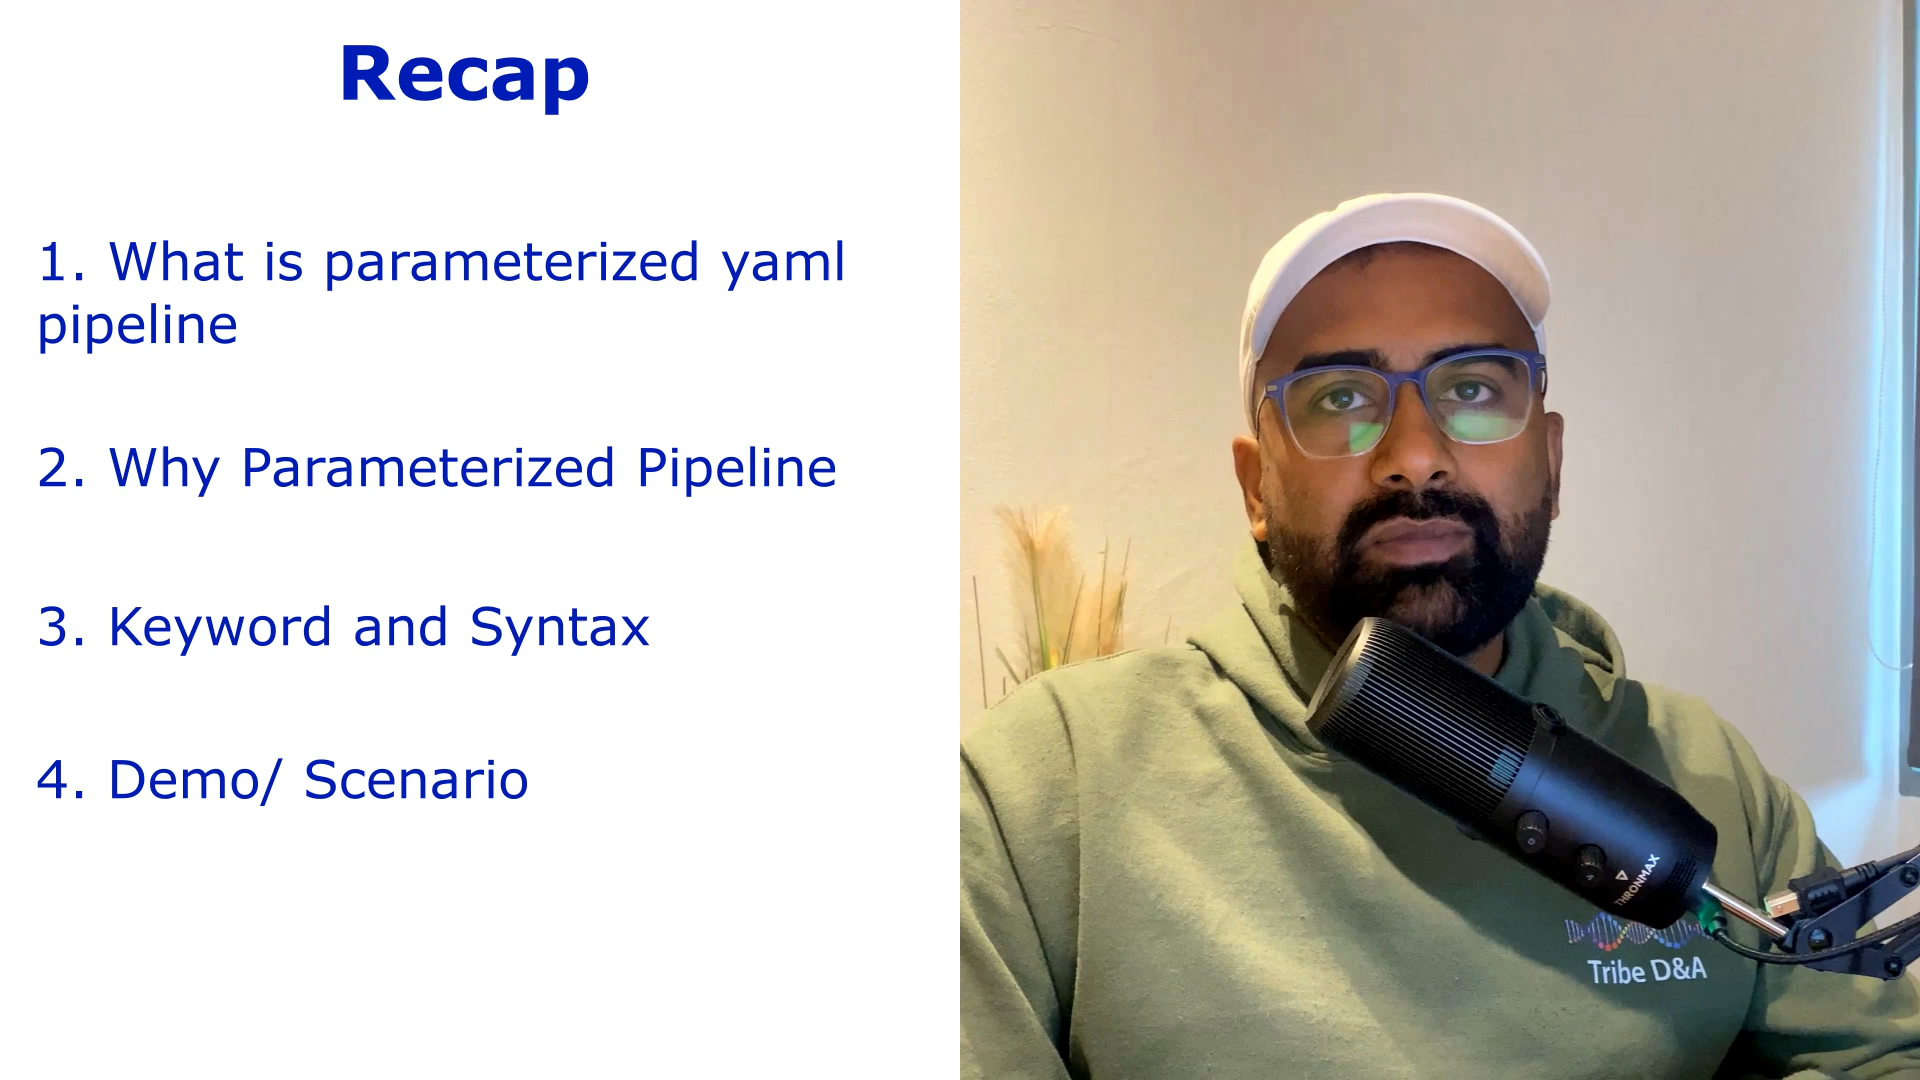 Recap
1. What is parameterized yaml
pipeline
2. Why Parameterized Pipeline
3. Keyword and Syntax
4. Demo/ Scenario
THRONMAX
Tribe D&A